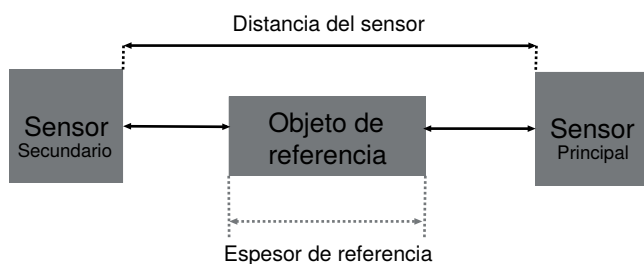 Distancia del sensor
Sensor
Secundario
Objeto de
referencia
Sensor
Principal
Espesor de referencia